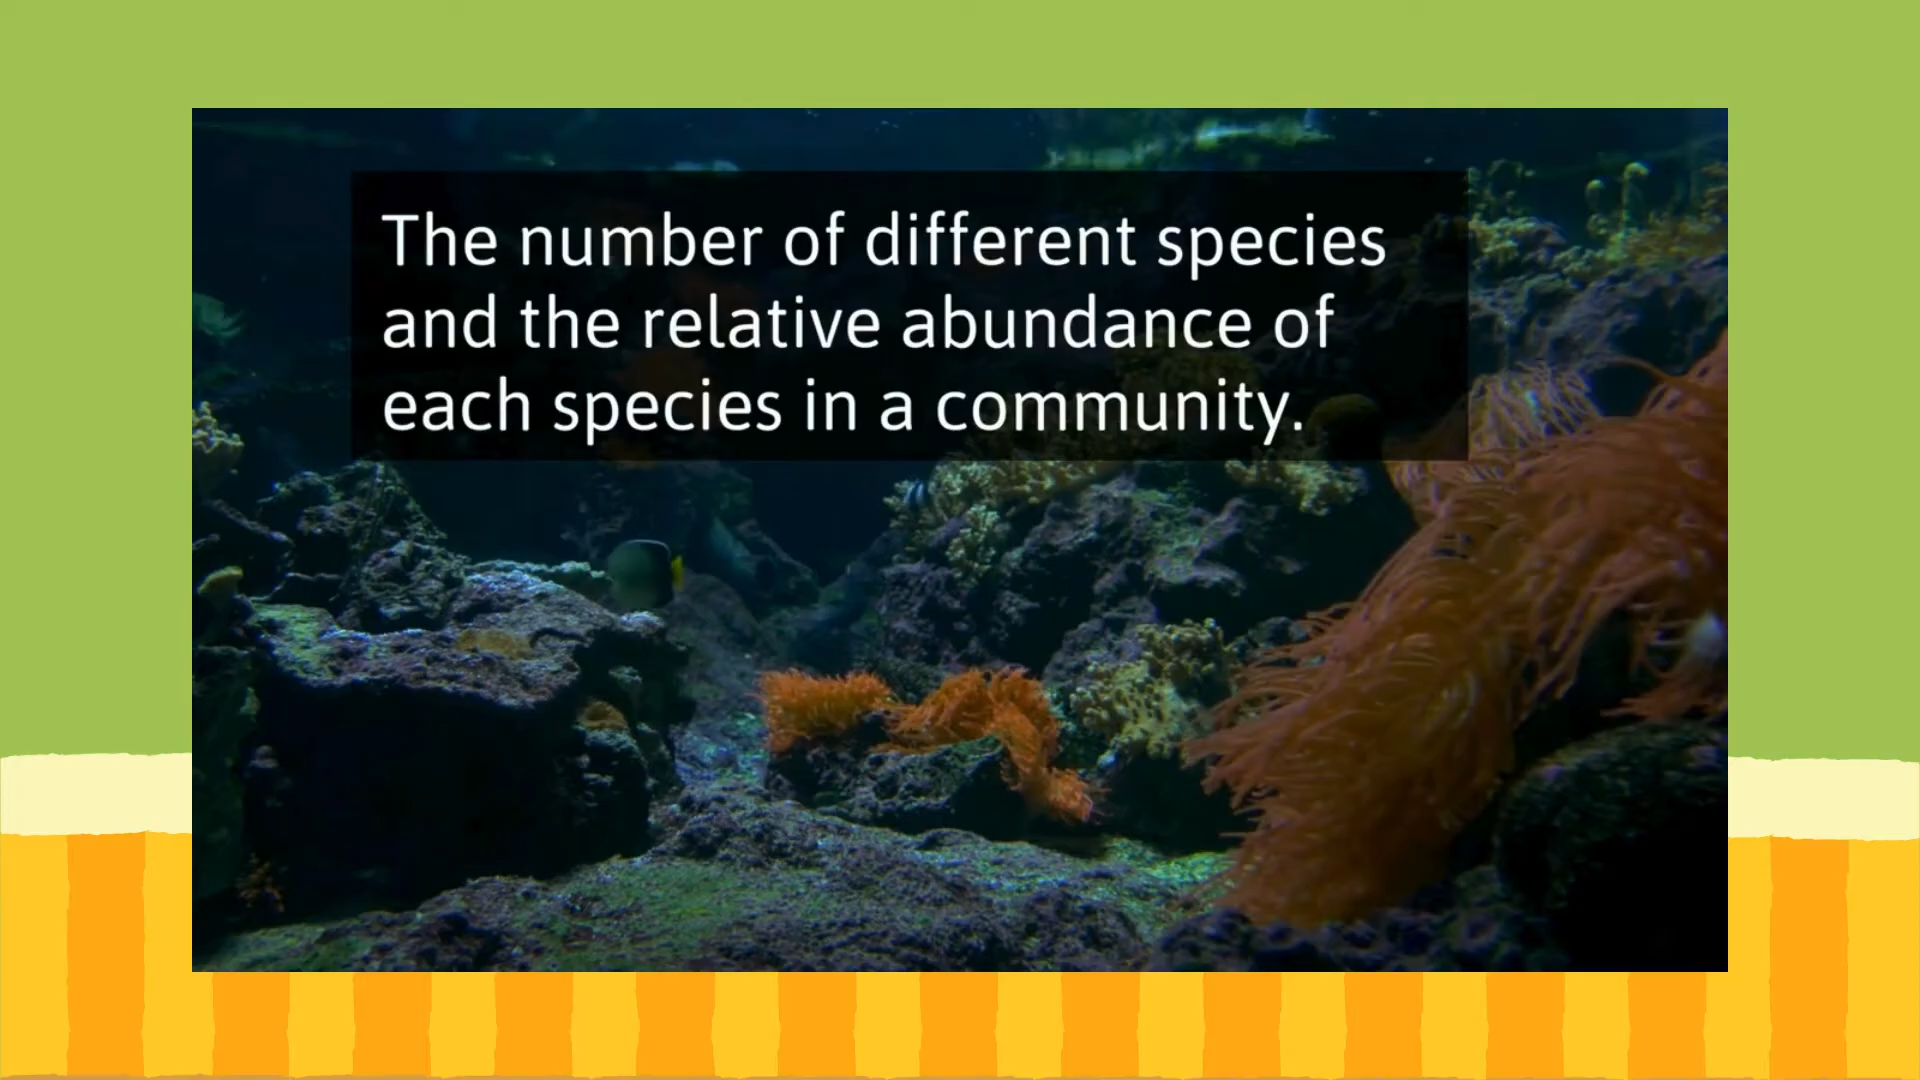 The number of different species
and the relative abundance of
each species in a community.